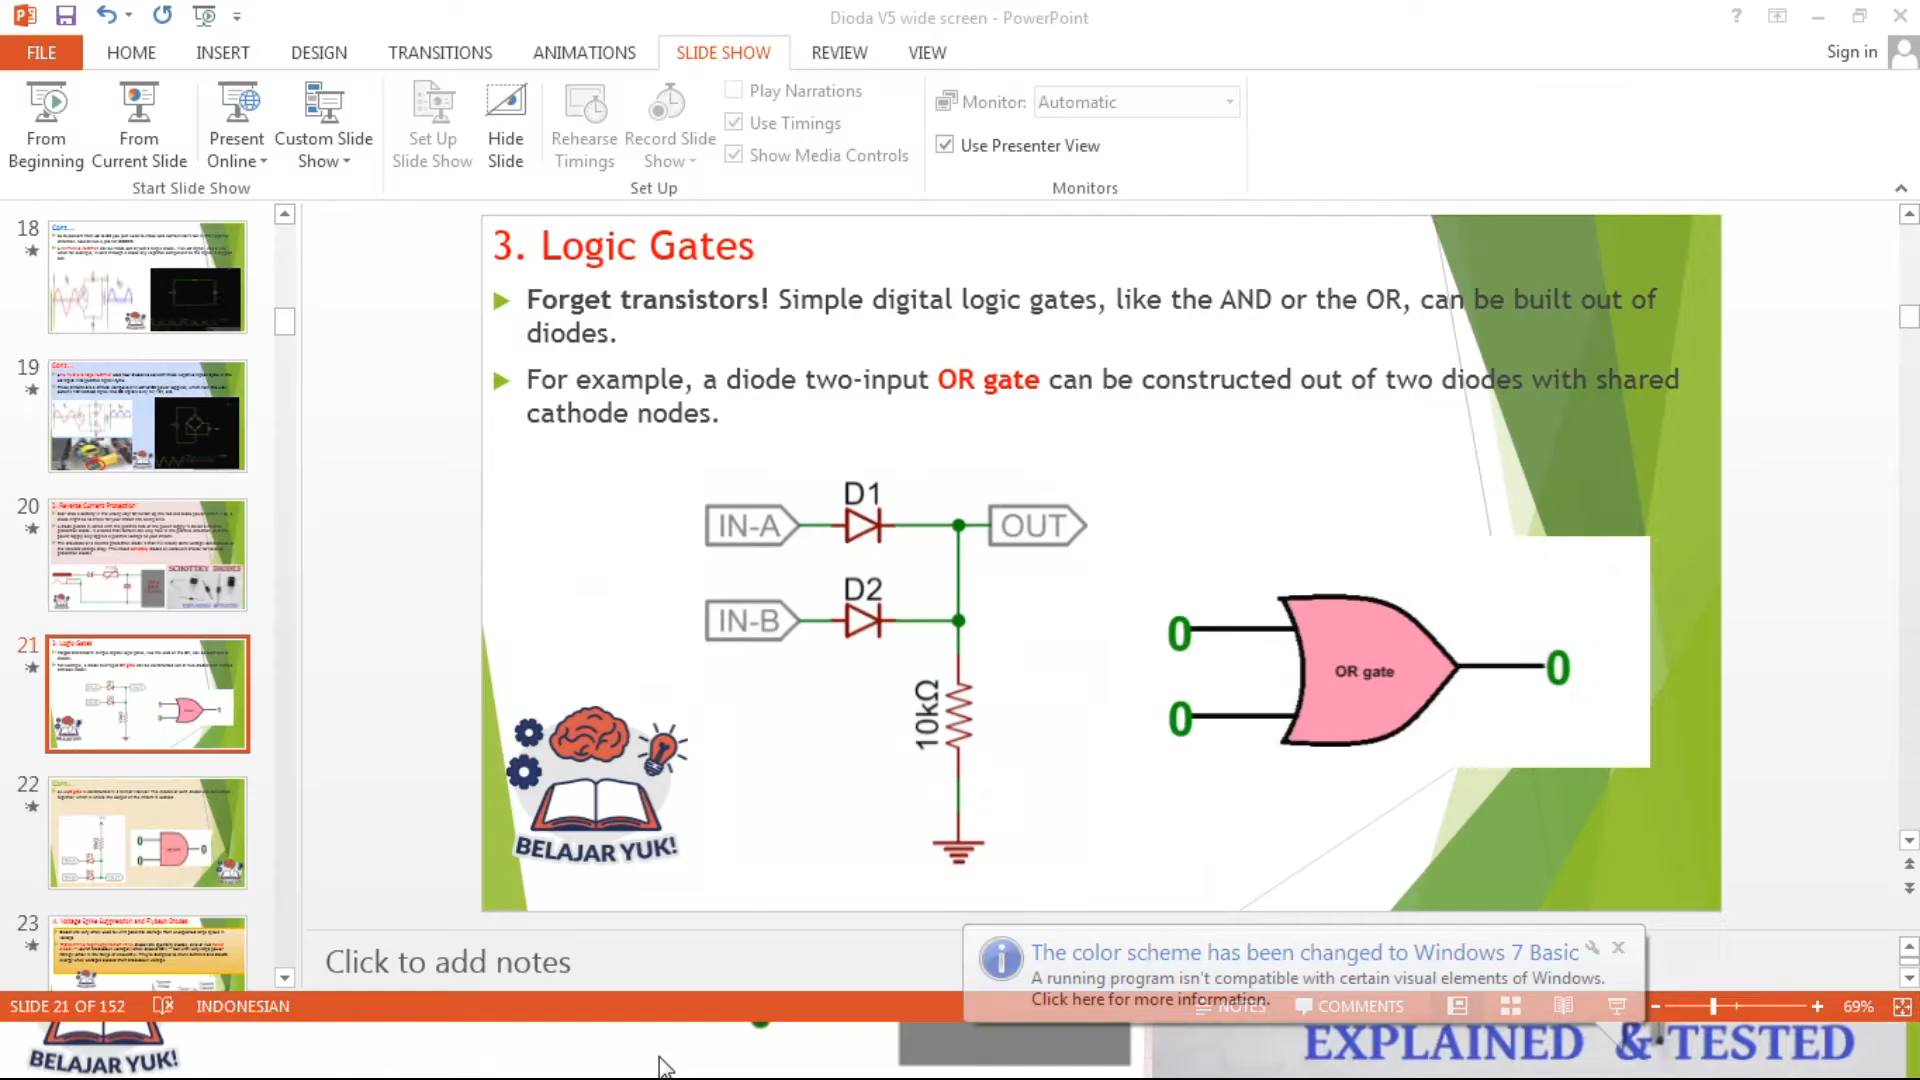 Dioda V5 wide screen - PowerPoint
FILE
HOME
INSERT
DESIGN
TRANSITIONS
ANIMATIONS
SLIDE SHOW
REVIEW
VIEW
Sign in
From Beginning
From Current Slide
Present Online
Custom Slide Show
Set Up Slide Show
Hide Slide
Rehearse Timings
Record Slide Show
Play Narrations
Use Timings
Show Media Controls
Monitor: Automatic
Use Presenter View
Start Slide Show
Set Up
Monitors
18
19
20
21
22
23
3. Logic Gates
Forget transistors! Simple digital logic gates, like the AND or the OR, can be built out of
diodes.
For example, a diode two-input OR gate can be constructed out of two diodes with shared
cathode nodes.
D1
IN-A
OUT
D2
IN-B
10kΩ
0
0
OR gate
0
BELAJAR YUK!
Click to add notes
The color scheme has been changed to Windows 7 Basic
A running program isn't compatible with certain visual elements of Windows.
Click here for more information.
SLIDE 21 OF 152
INDONESIAN
NOTES
COMMENTS
69%
BELAJAR YUK!
EXPLAINED & TESTED